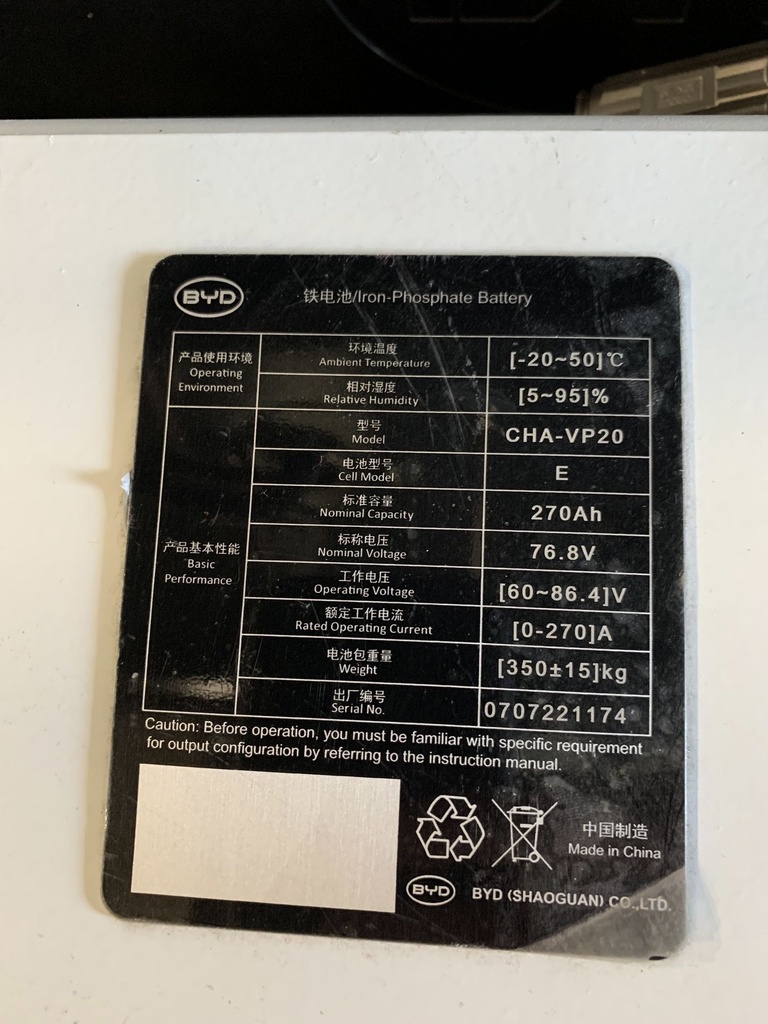 BYD
铁电池/Iron-Phosphate Battery
产品使用环境
Operating
Environment
环境温度
Ambient Temperature
[-20~50]℃
相对湿度
Relative Humidity
[5~95]%
产品基本性能
Basic
Performance
型号
Model
CHA-VP20
电池型号
Cell Model
E
标准容量
Nominal Capacity
270Ah
标称电压
Nominal Voltage
76.8V
工作电压
Operating Voltage
[60~86.4]V
额定工作电流
Rated Operating Current
[0-270]A
电池包重量
Weight
[350±15]kg
出厂编号
Serial No.
0707221174
Caution: Before operation, you must be familiar with specific requirement
for output configuration by referring to the instruction manual.
中国制造
Made in China
BYD
BYD (SHAOGUAN) CO.,LTD.